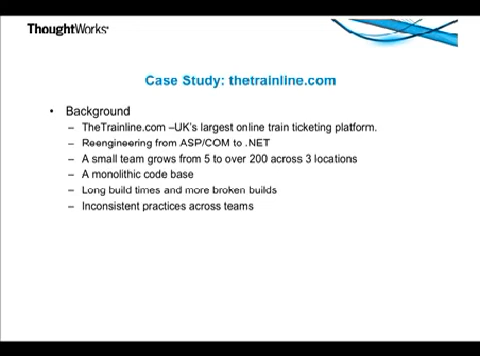 ThoughtWorks®
Case Study: thetrainline.com
• Background
– TheTrainline.com –UK's largest online train ticketing platform.
– Reengineering from ASP/COM to .NET
– A small team grows from 5 to over 200 across 3 locations
– A monolithic code base
– Long build times and more broken builds
– Inconsistent practices across teams